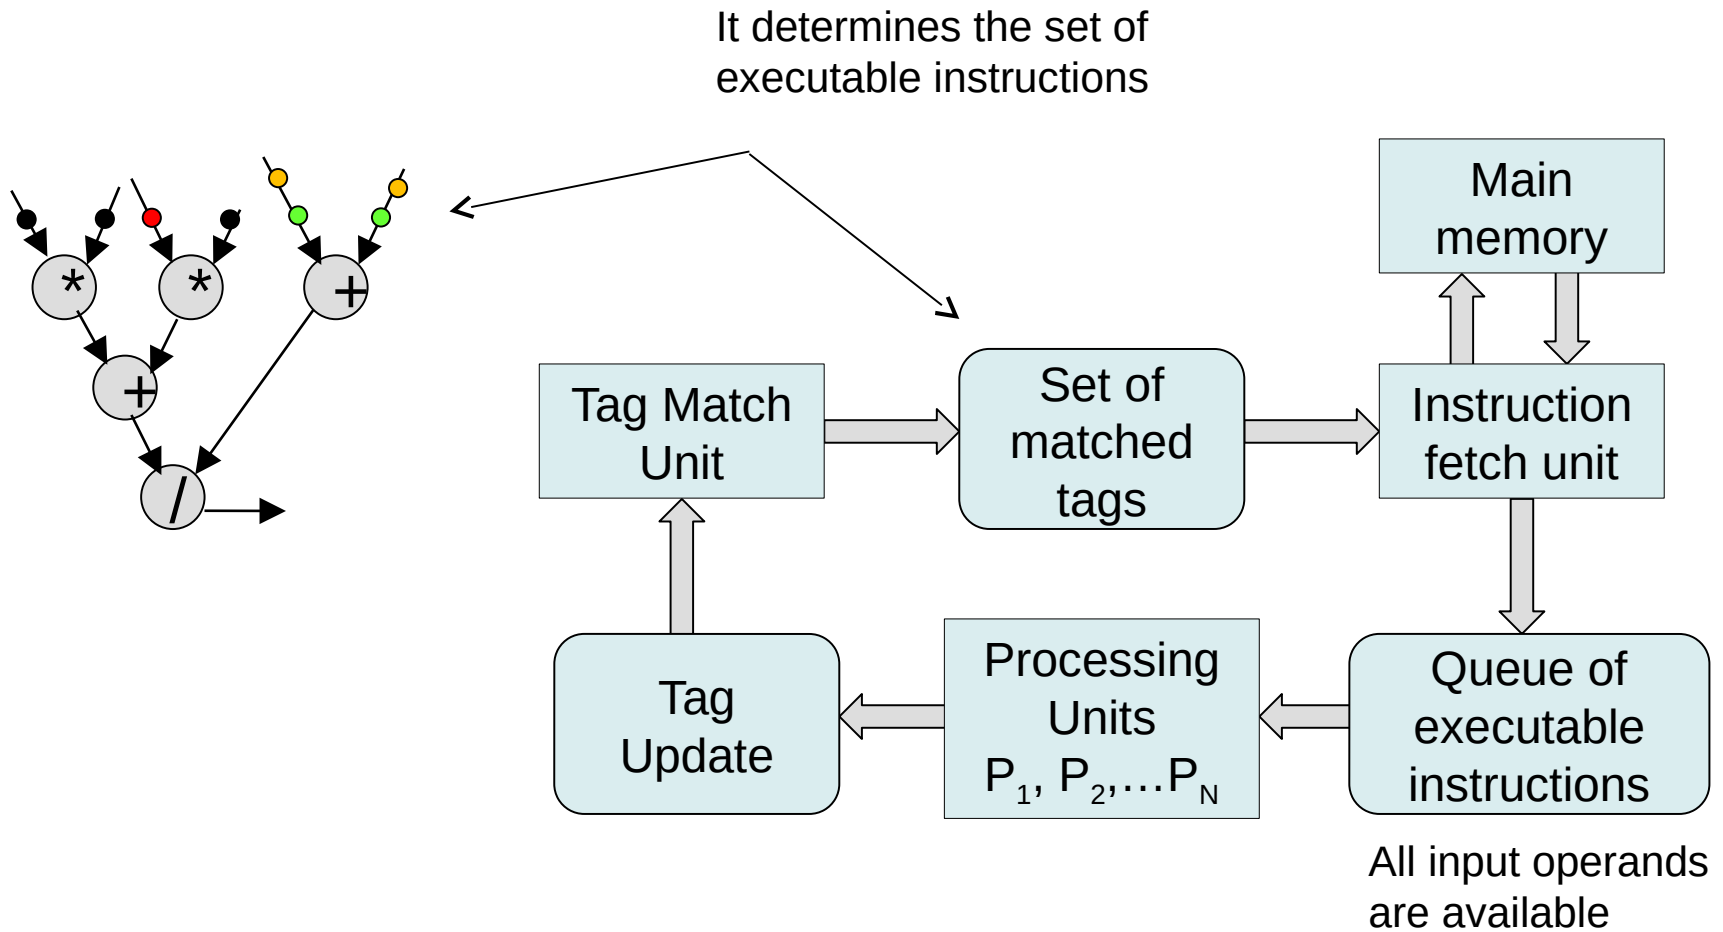 It determines the set of
executable instructions
*
*
+
+
/
Main
memory
Tag Match
Unit
Set of
matched
tags
Instruction
fetch unit
Tag
Update
Processing
Units
P₁, P₂,…P_N
Queue of
executable
instructions
All input operands
are available